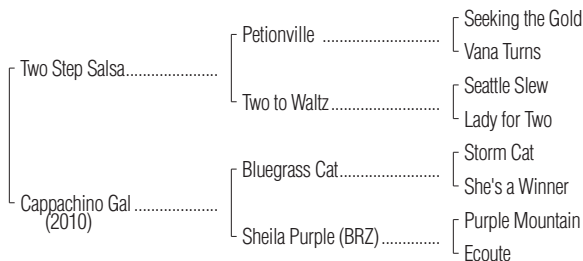 Seeking the Gold
Petionville ........................
Vana Turns
Two Step Salsa....................
Seattle Slew
Two to Waltz........................
Lady for Two
Storm Cat
Bluegrass Cat......................
She's a Winner
Cappachino Gal ..................
(2010)
Purple Mountain
Sheila Purple (BRZ)..............
Ecoute